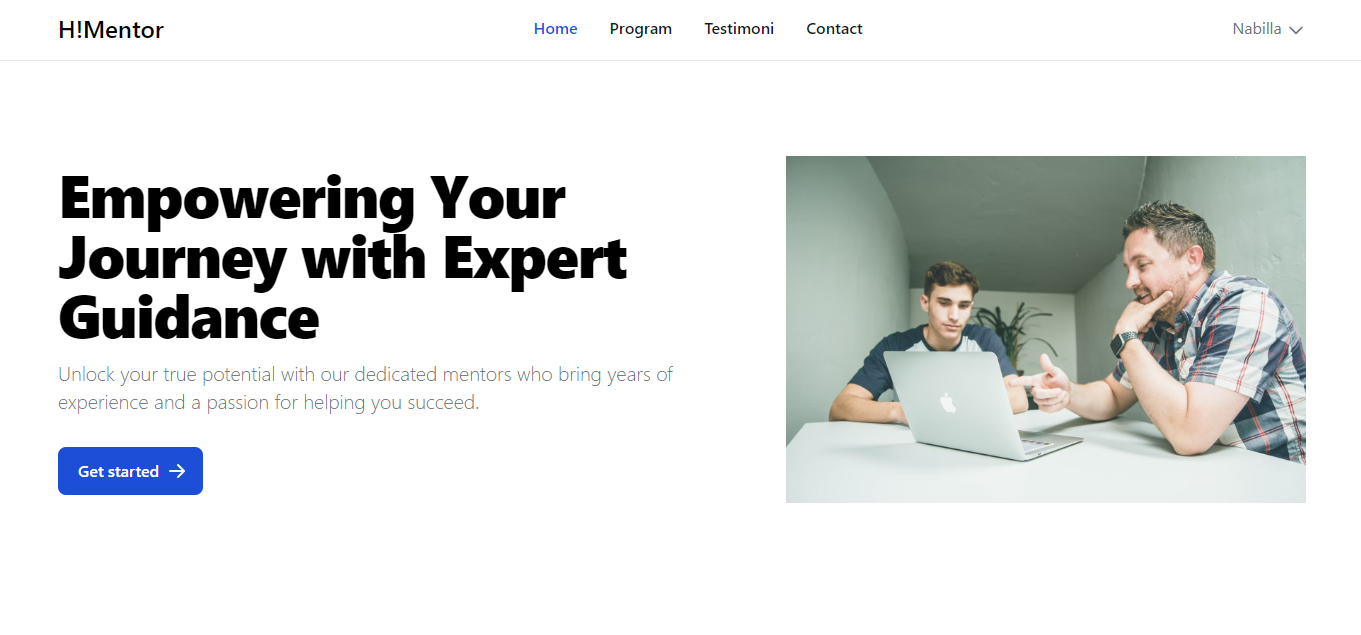 H!Mentor
Home
Program
Testimoni
Contact
Nabilla
Empowering Your
Journey with Expert
Guidance
Unlock your true potential with our dedicated mentors who bring years of
experience and a passion for helping you succeed.
Get started